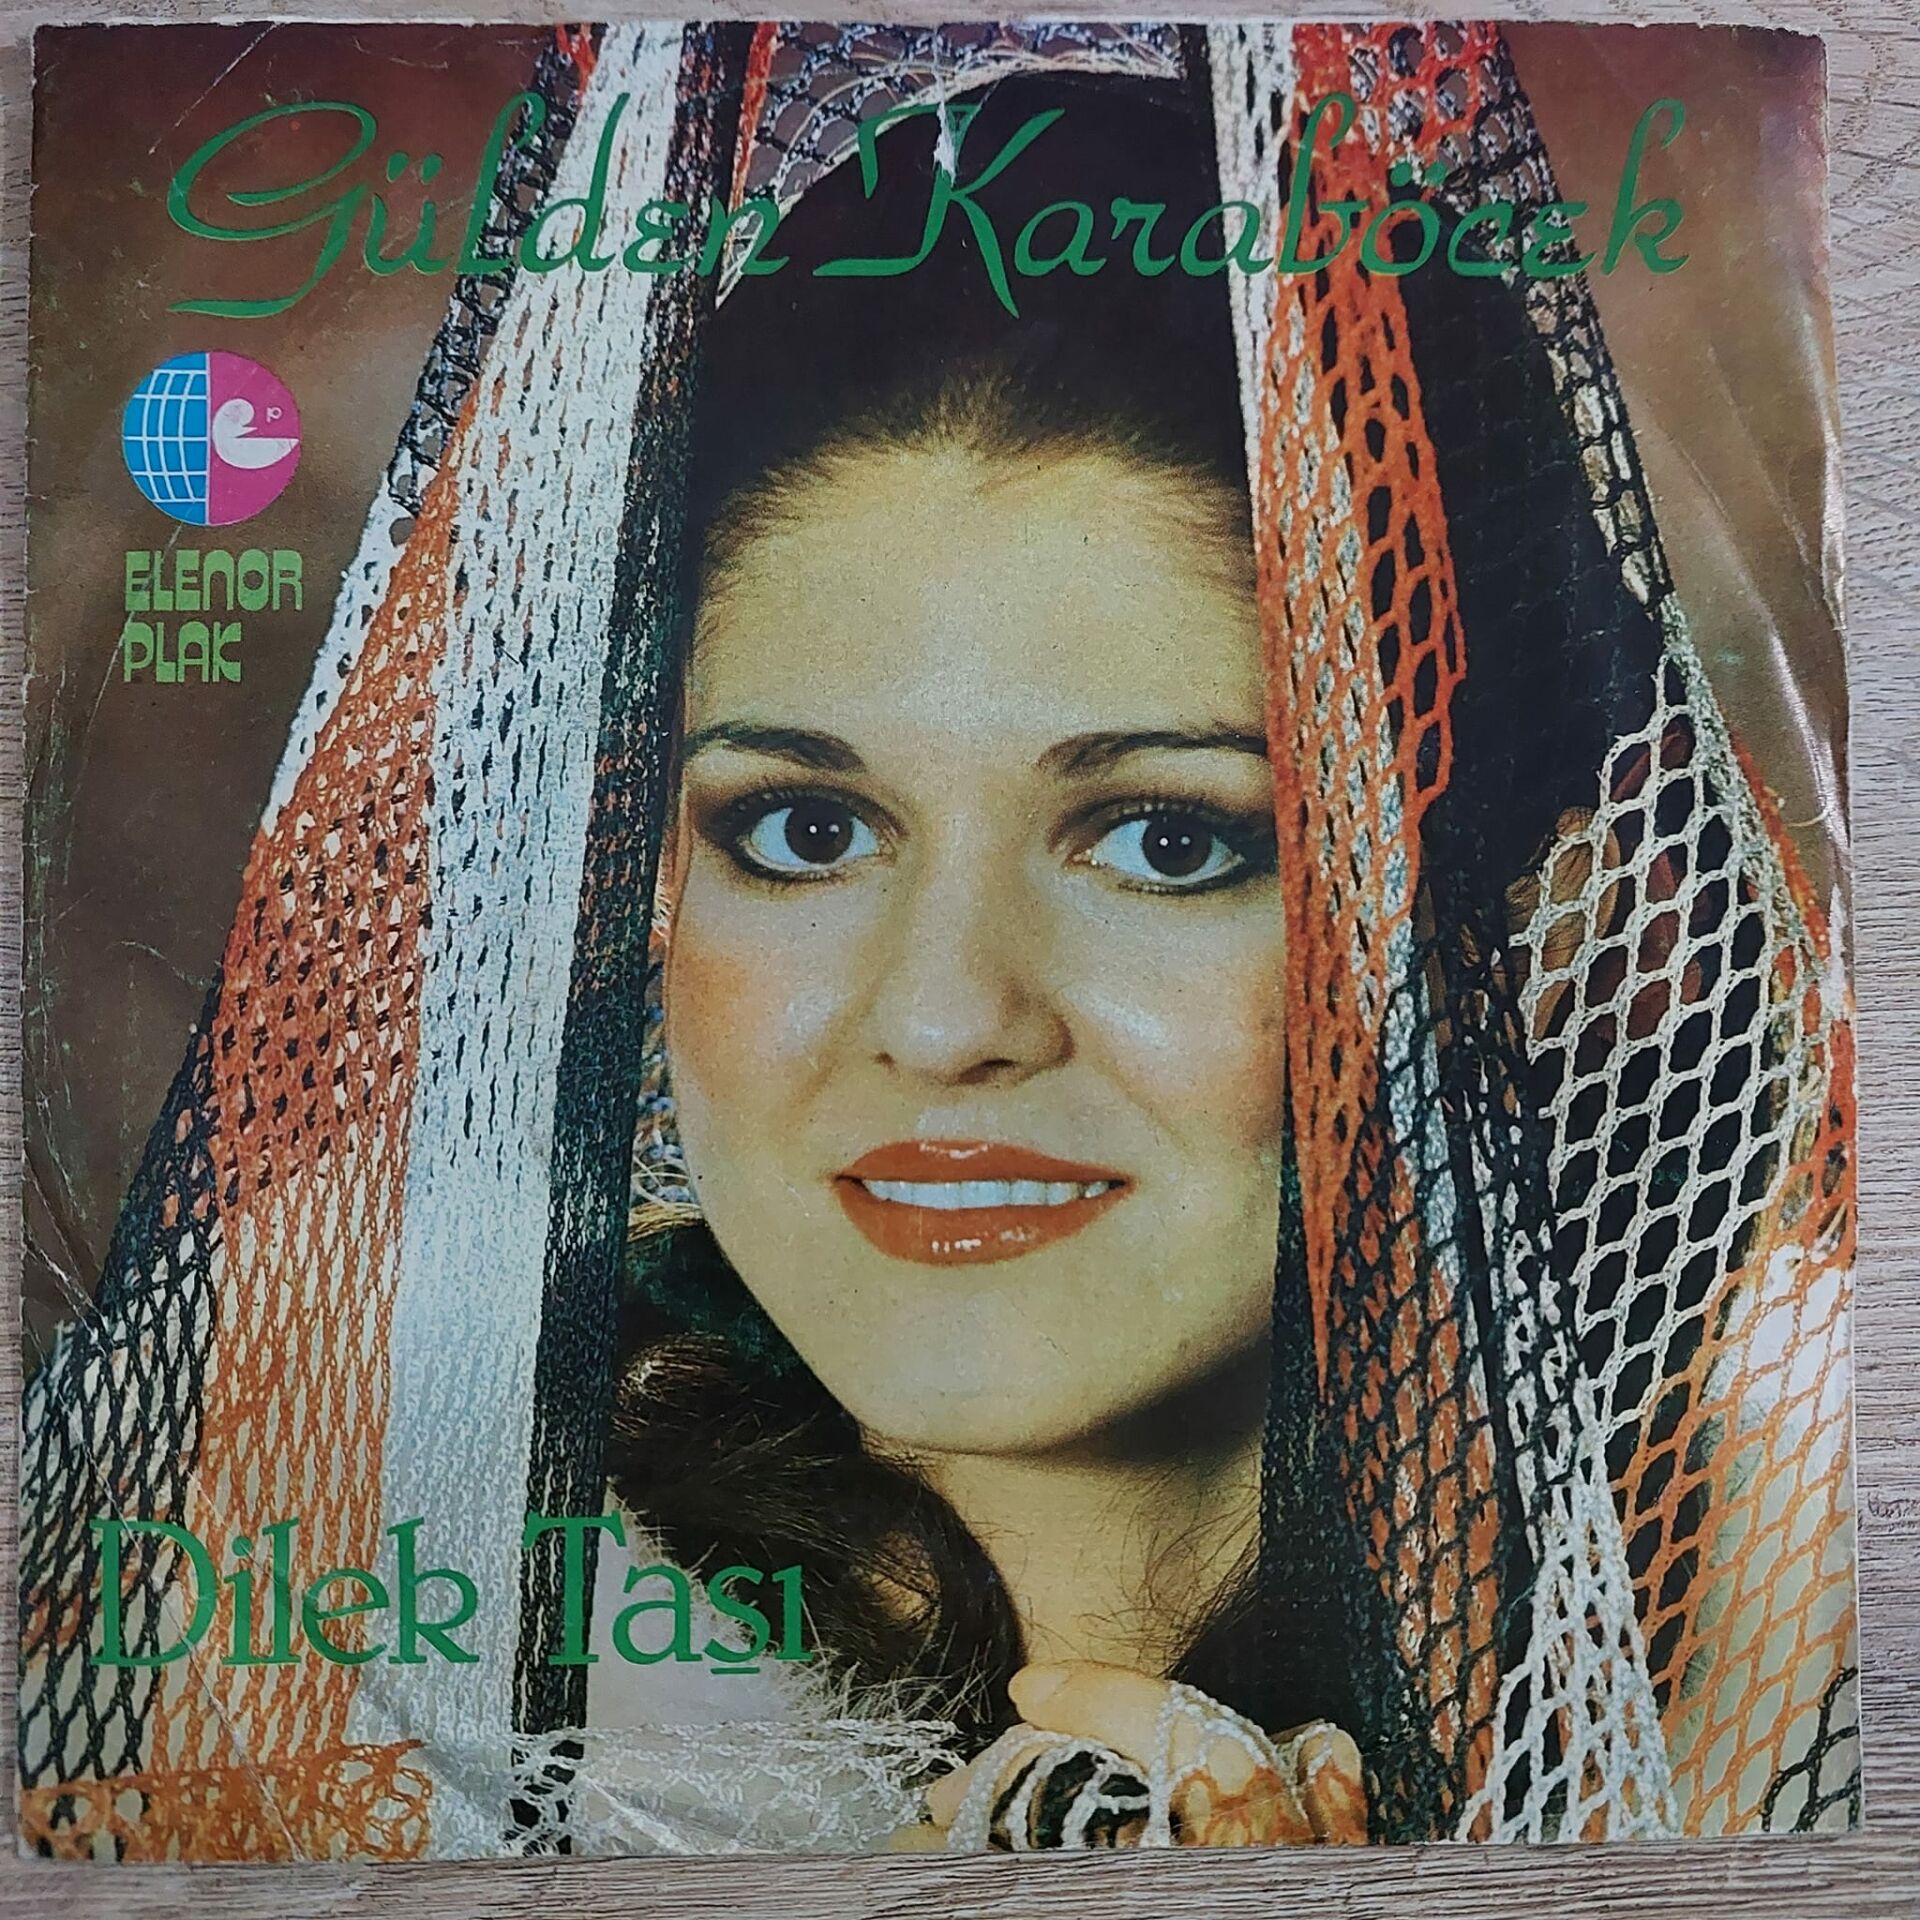 Gülden Karaböcek
ELENOR
PLAK
Dilek Taşı